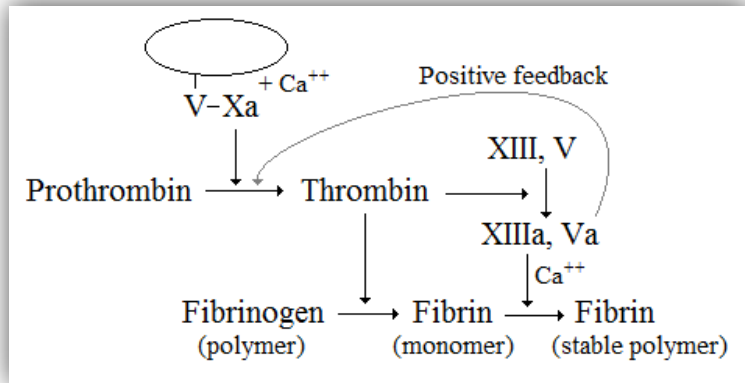 Positive feedback
+ Ca++
V-Xa
XIII, V
Prothrombin
Thrombin
XIIIa, Va
Ca++
Fibrinogen
Fibrin
Fibrin
(polymer)
(monomer)
(stable polymer)